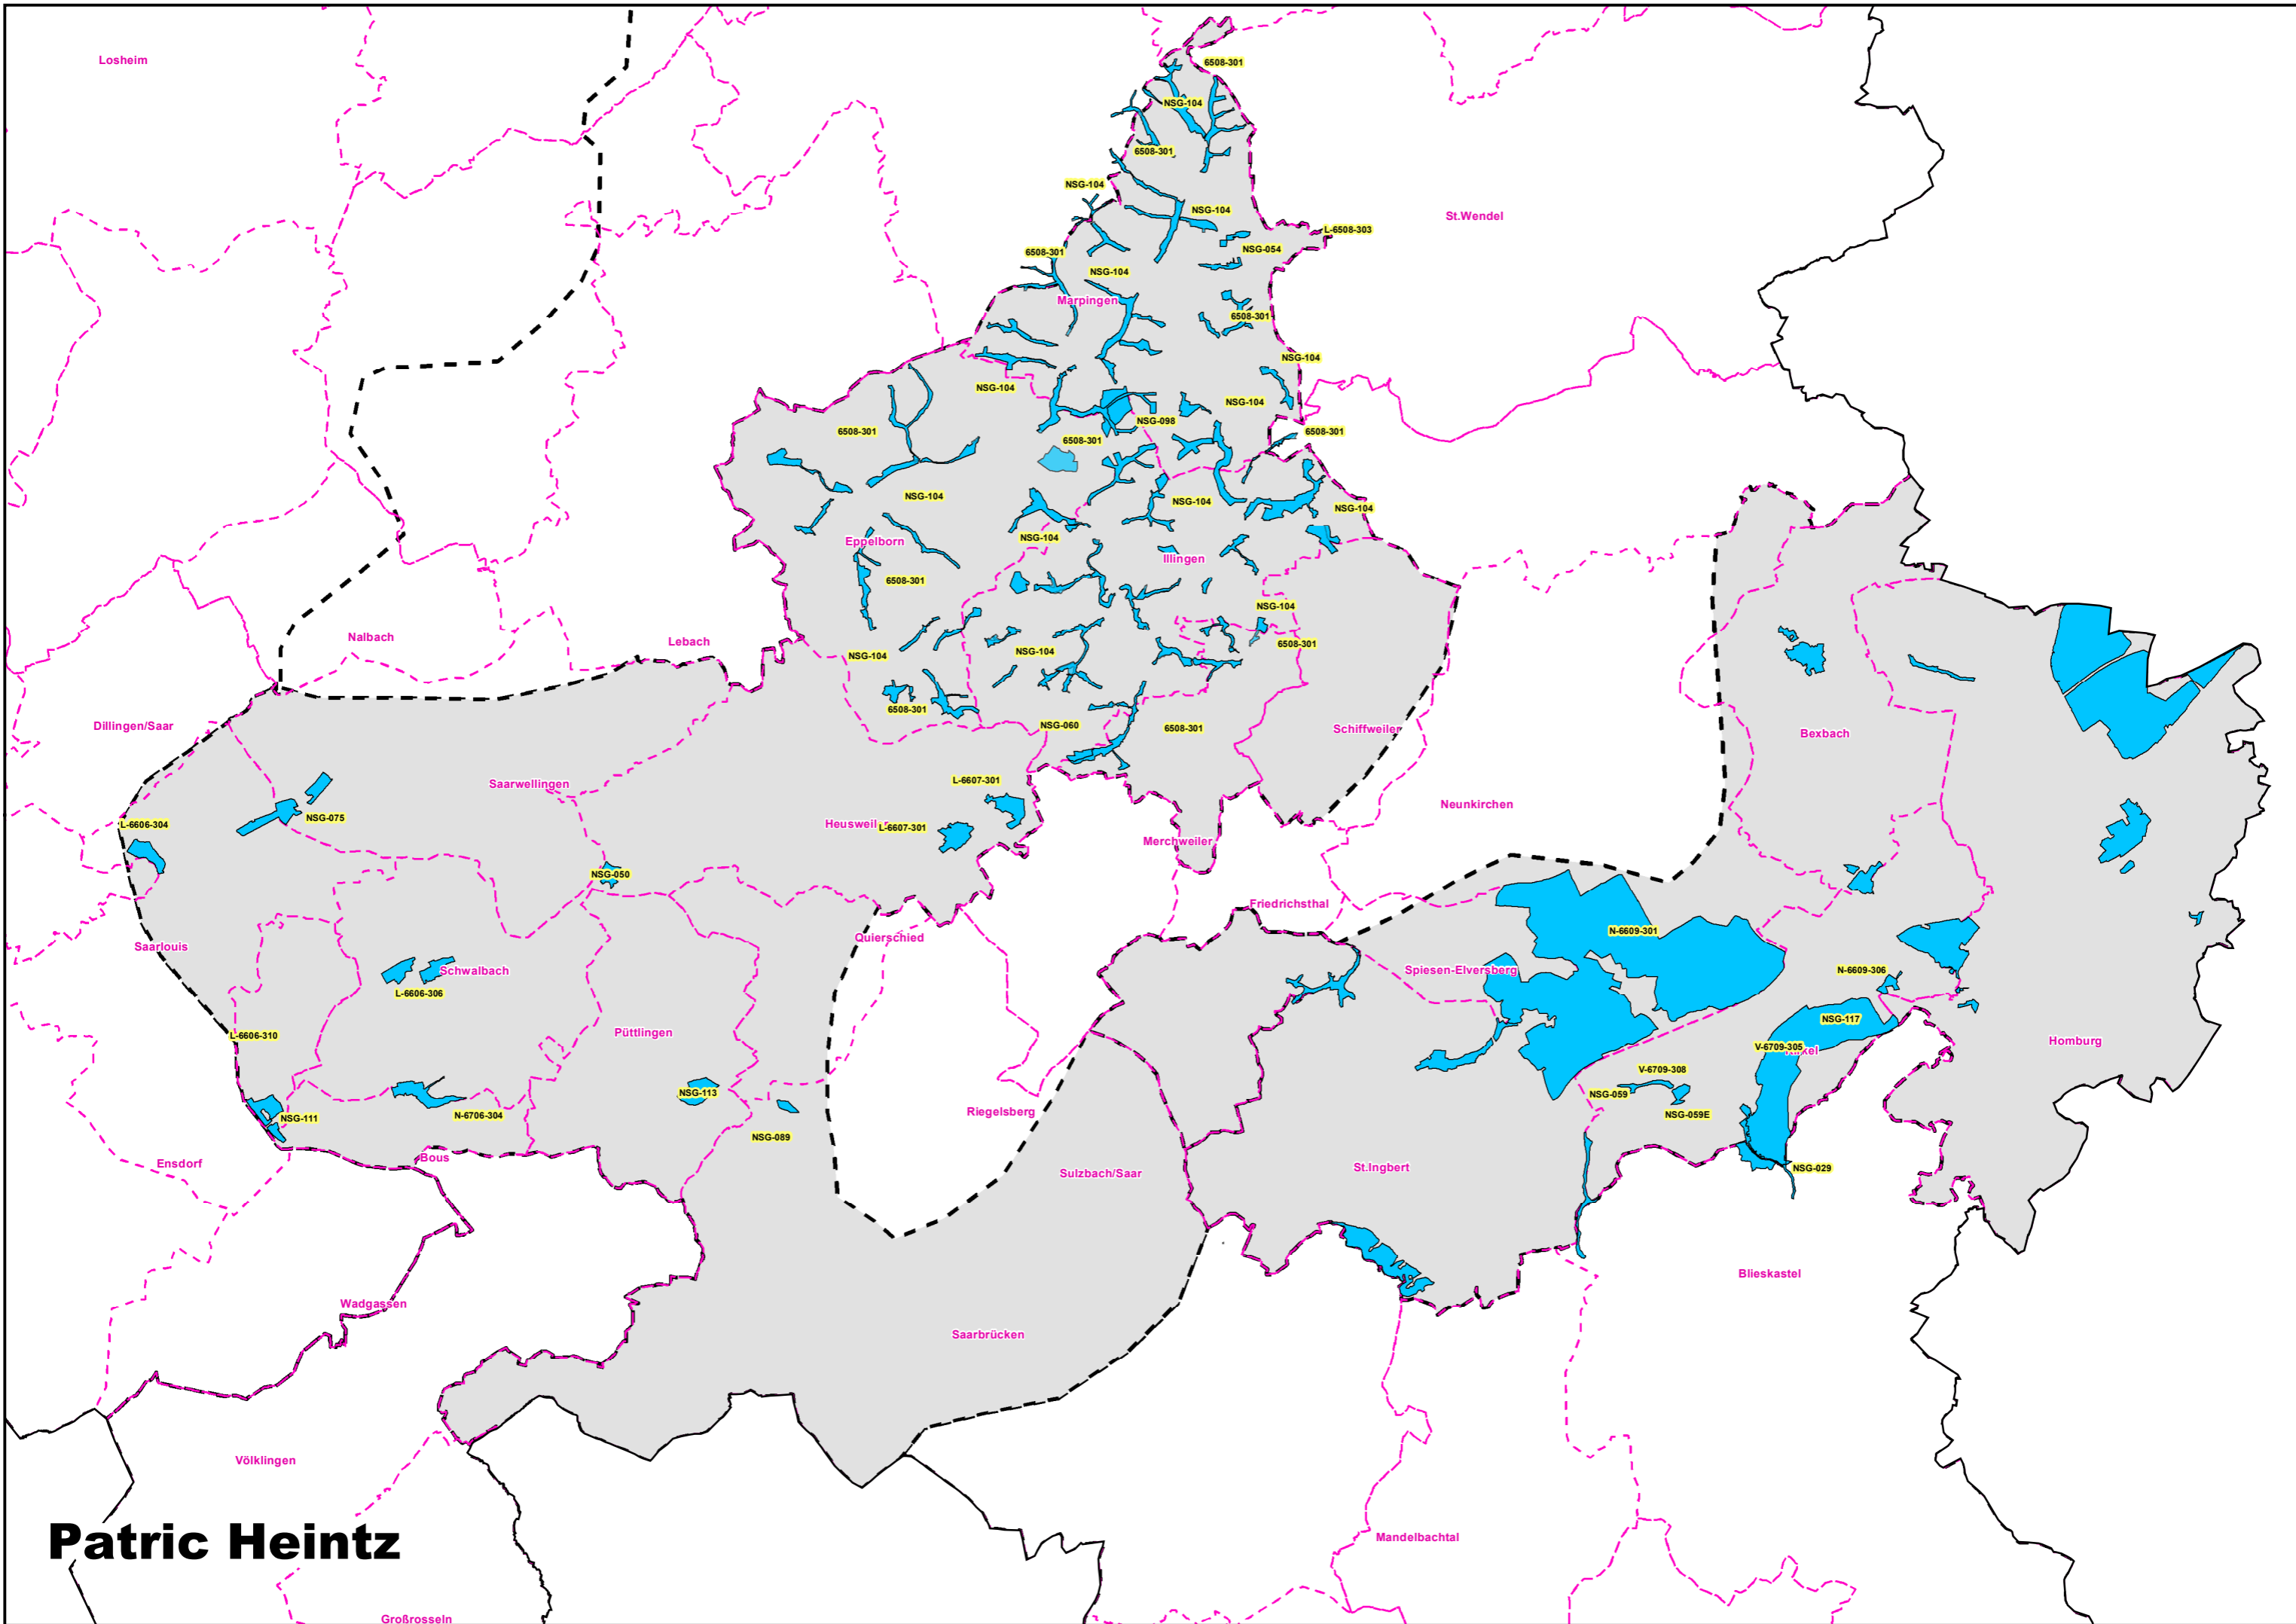 Losheim
6508-301
NSG-104
6508-301
NSG-104
NSG-104
St.Wendel
L-6508-303
NSG-054
6508-301
NSG-104
Marpingen
6508-301
NSG-104
NSG-104
NSG-104
NSG-098
6508-301
6508-301
6508-301
NSG-104
NSG-104
NSG-104
NSG-104
Eppelborn
Illingen
6508-301
NSG-104
Nalbach
Lebach
6508-301
NSG-104
NSG-104
6508-301
NSG-060
6508-301
Dillingen/Saar
Schiffweiler
Bexbach
Saarwellingen
L-6607-301
Neunkirchen
NSG-075
L-6606-304
Heusweil
L-6607-301
Merchweiler
NSG-050
Friedrichsthal
N-6609-301
Quierschied
Saarlouis
Schwalbach
Spiesen-Elversberg
N-6609-306
L-6606-306
NSG-117
Püttlingen
L-6606-310
Homburg
V-6709-305
V-6709-308
NSG-113
NSG-059
Riegelsberg
NSG-111
N-6706-304
NSG-059E
NSG-089
Bous
Ensdorf
St.Ingbert
NSG-029
Sulzbach/Saar
Blieskastel
Wadgassen
Saarbrücken
Völklingen
Patric Heintz
Mandelbachtal
Großrosseln